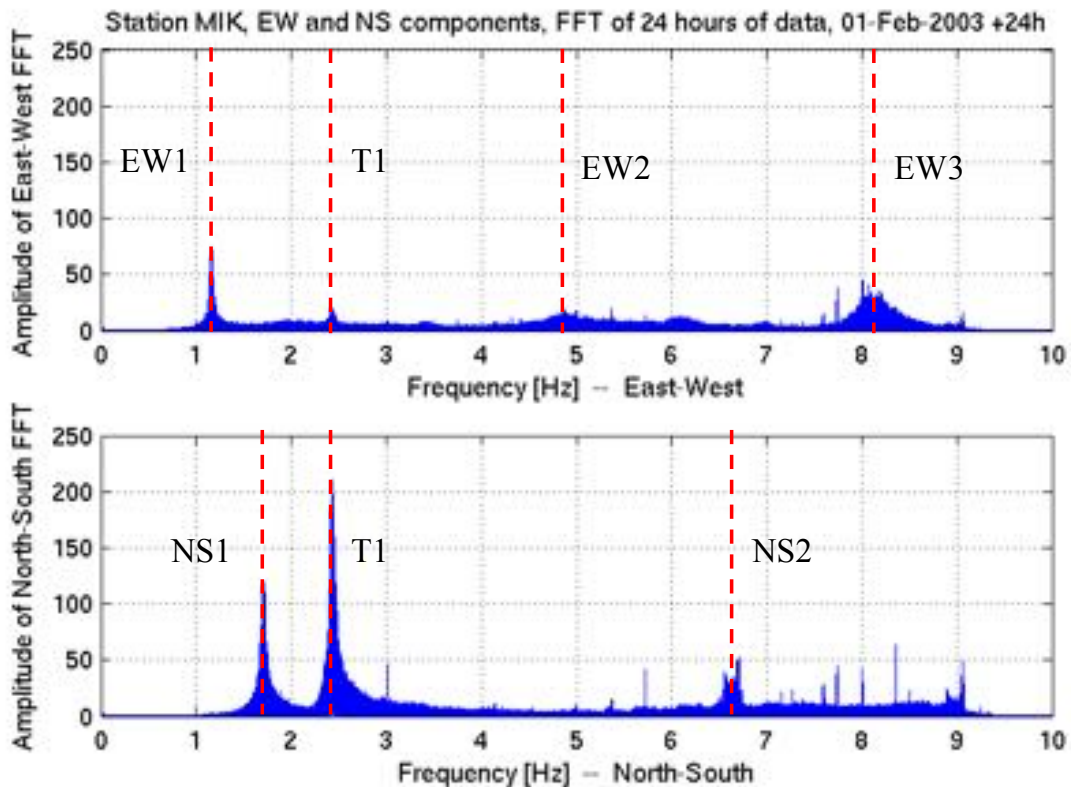 Station MIK, EW and NS components, FFT of 24 hours of data, 01-Feb-2003 +24h
Amplitude of East-West FFT
250
200
150
100
50
0
EW1
T1
EW2
EW3
0 1 2 3 4 5 6 7 8 9 10
Frequency [Hz] -- East-West
Amplitude of North-South FFT
250
200
150
100
50
0
NS1
T1
NS2
0 1 2 3 4 5 6 7 8 9 10
Frequency [Hz] -- North-South